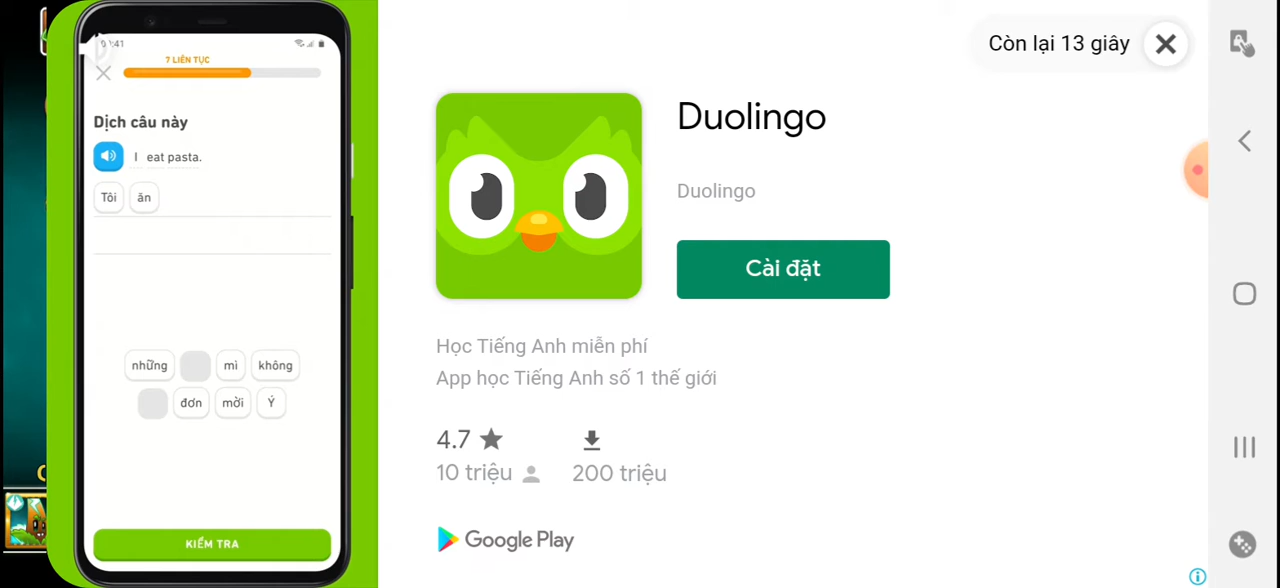 7 LIÊN TỤC
Dịch câu này
I eat pasta.
Tôi ăn
những mì không
đơn mời Ý
KIỂM TRA
Còn lại 13 giây
Duolingo
Duolingo
Cài đặt
Học Tiếng Anh miễn phí
App học Tiếng Anh số 1 thế giới
4.7
10 triệu 200 triệu
Google Play